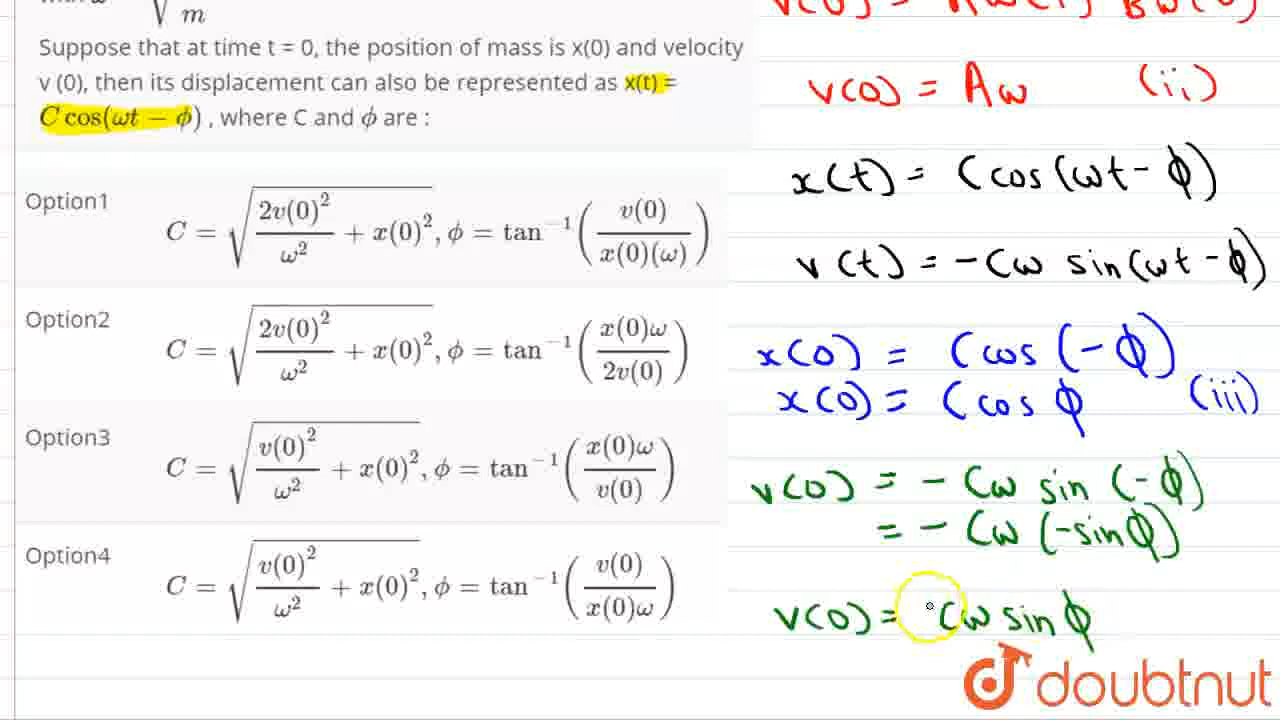 m
Suppose that at time t = 0, the position of mass is x(0) and velocity
v (0), then its displacement can also be represented as x(t) =
C cos(ωt − ϕ) , where C and ϕ are :
Option1 C = √(2v(0)²/ω² + x(0)²), ϕ = tan⁻¹(v(0)/x(0)(ω))
Option2 C = √(2v(0)²/ω² + x(0)²), ϕ = tan⁻¹(x(0)ω/2v(0))
Option3 C = √(v(0)²/ω² + x(0)²), ϕ = tan⁻¹(x(0)ω/v(0))
Option4 C = √(v(0)²/ω² + x(0)²), ϕ = tan⁻¹(v(0)/x(0)ω)
v(0) = Aω (ii)
x(t) = C cos(ωt − ϕ)
v(t) = −Cω sin(ωt − ϕ)
x(0) = C cos(−ϕ)
x(0) = C cos ϕ (iii)
v(0) = − Cω sin (−ϕ)
= − Cω (−sin ϕ)
v(0) = Cω sin ϕ
doubtnut